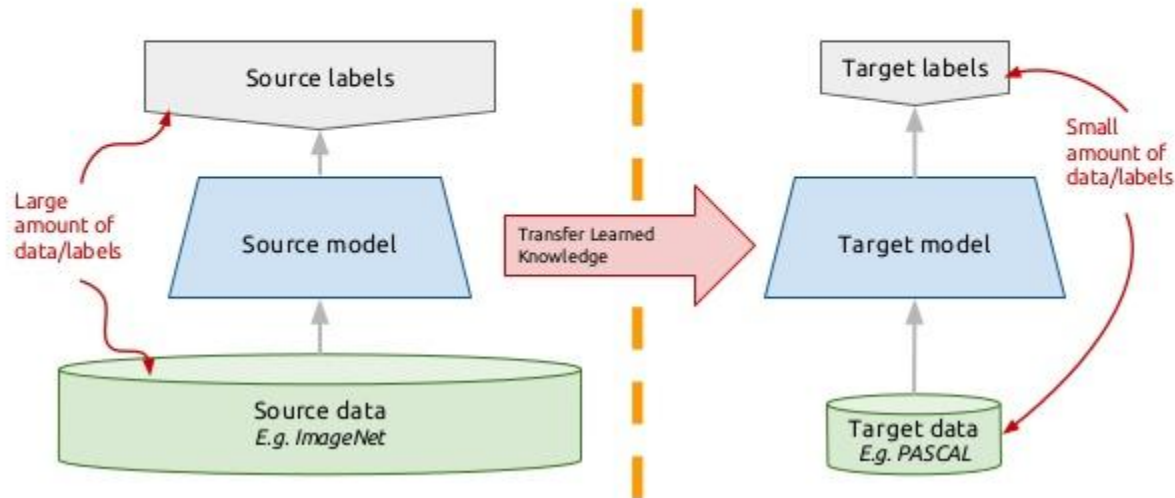 Source labels
Large
amount of
data/labels
Source model
Source data
E.g. ImageNet
Transfer Learned
Knowledge
Target labels
Small
amount of
data/labels
Target model
Target data
E.g. PASCAL